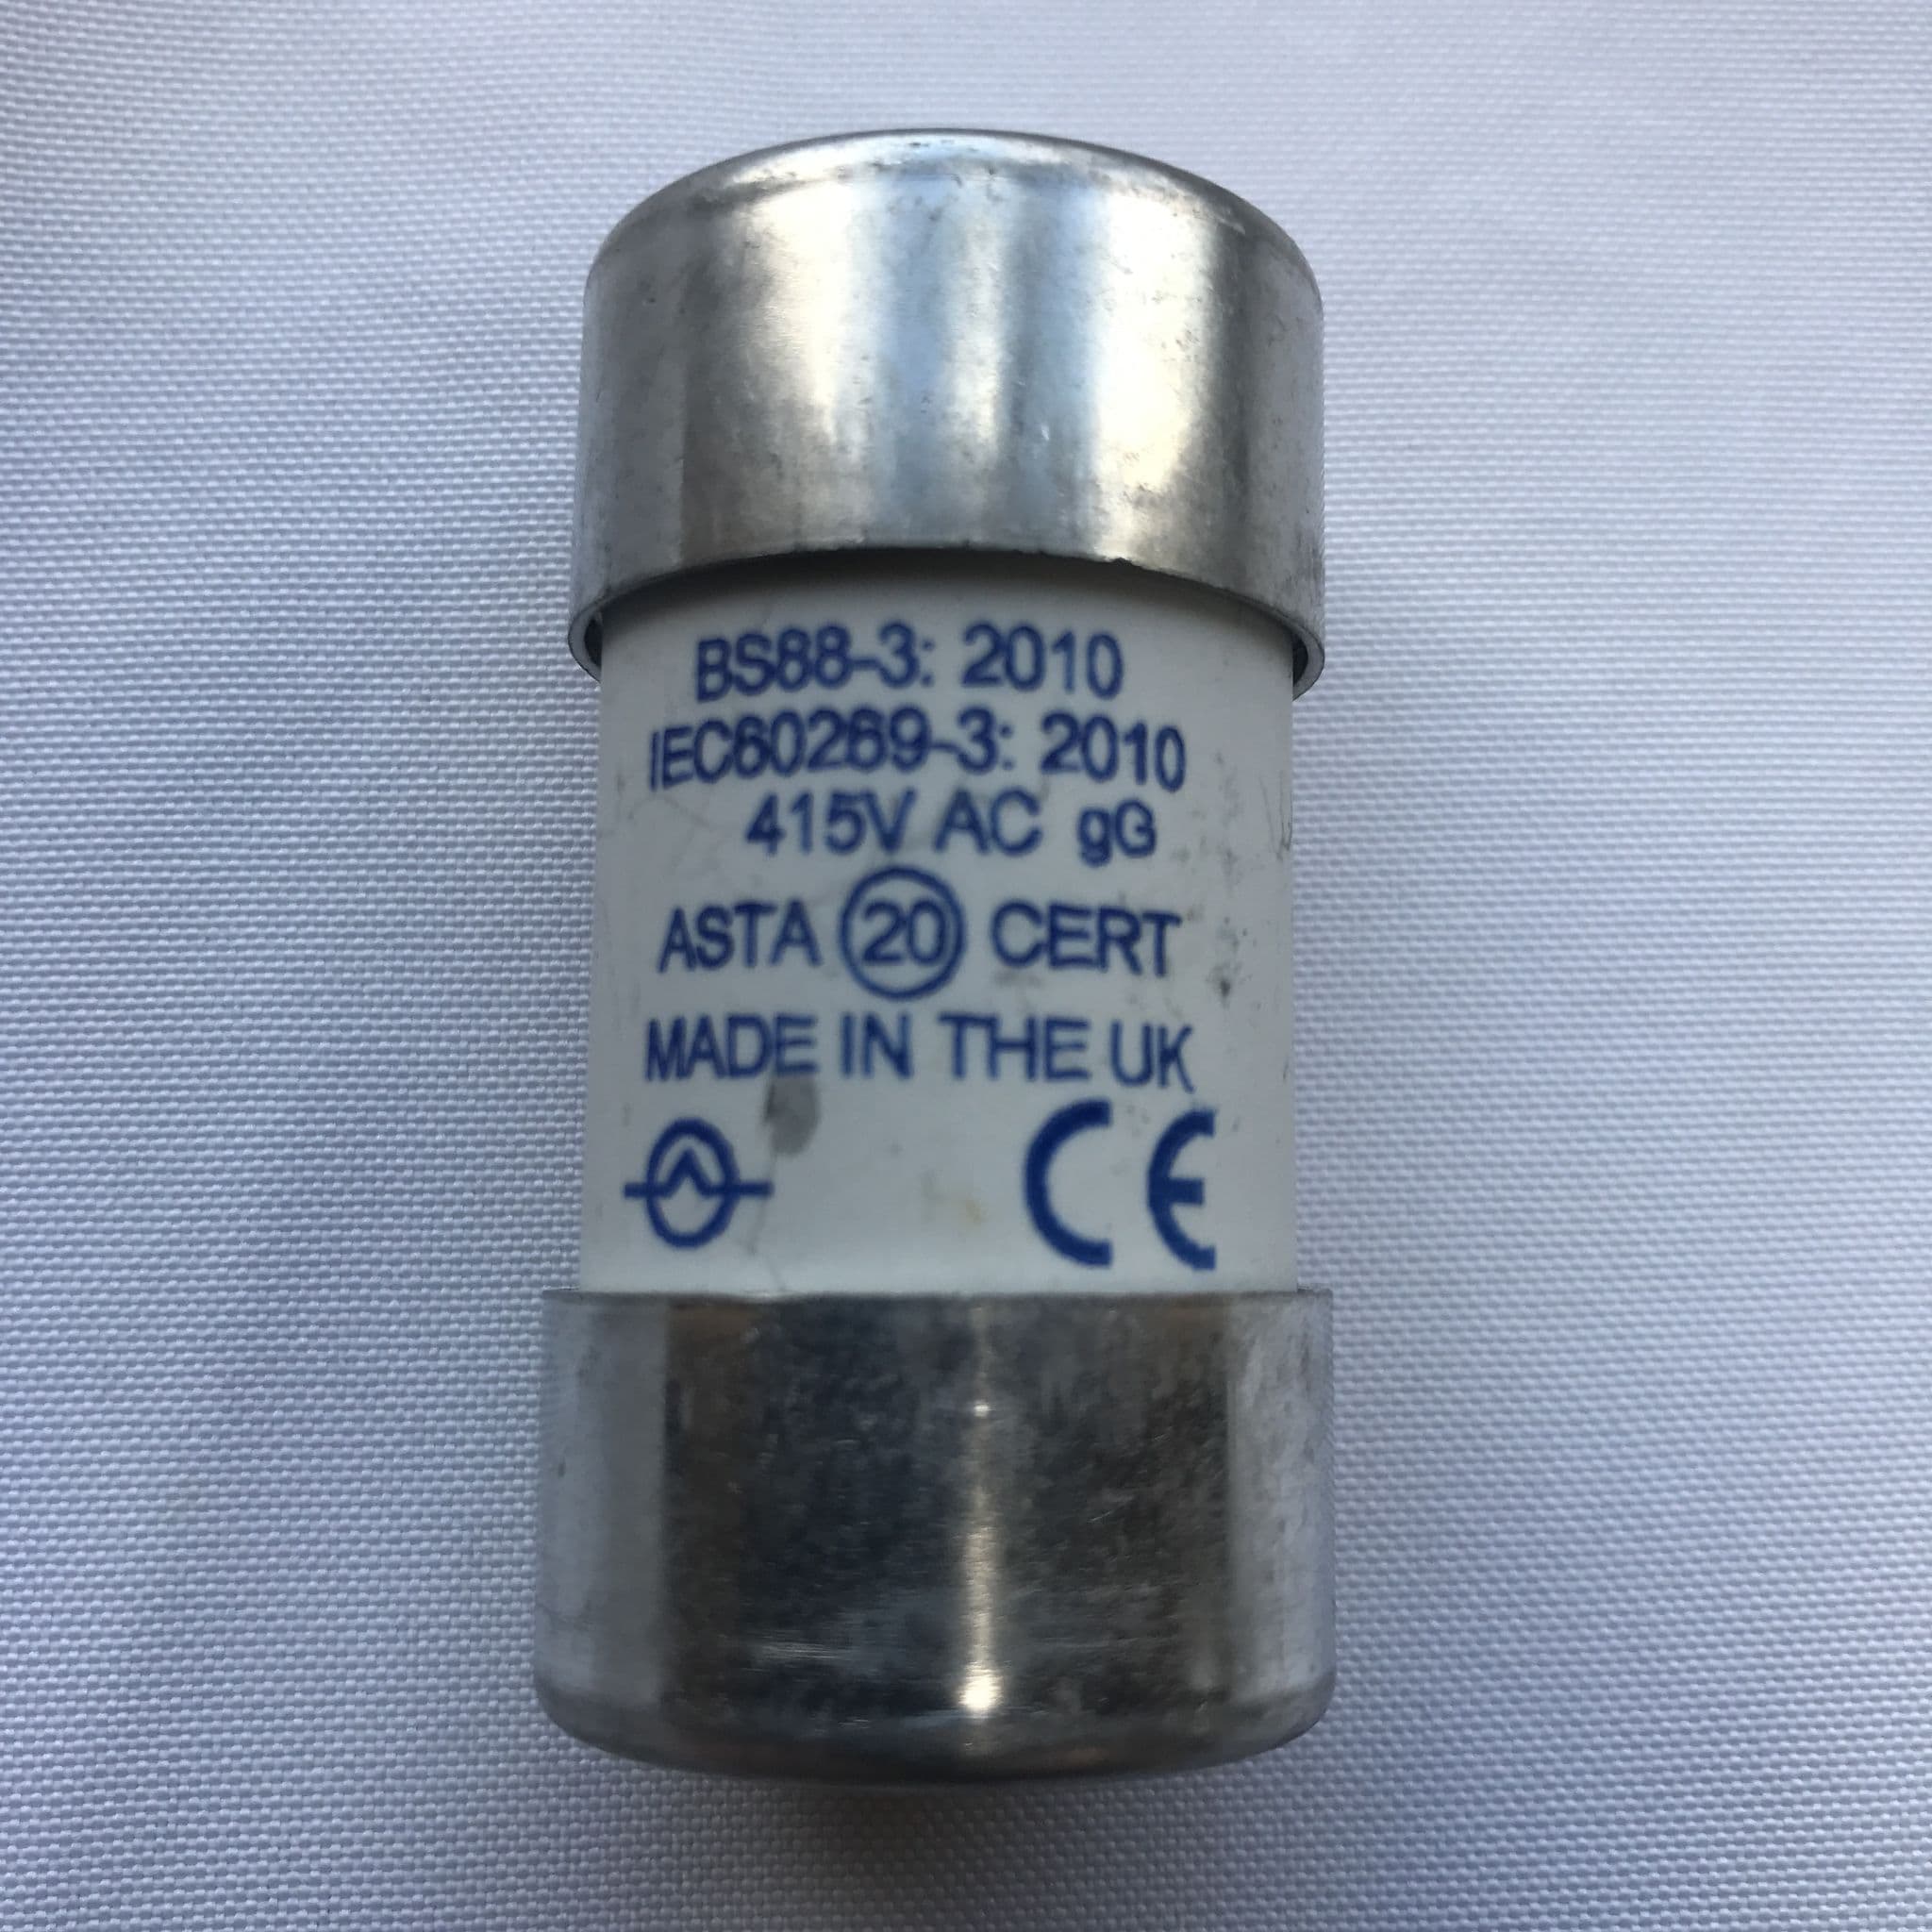 BS88-3: 2010
IEC60269-3: 2010
415V AC gG
ASTA 20 CERT
MADE IN THE UK
CE